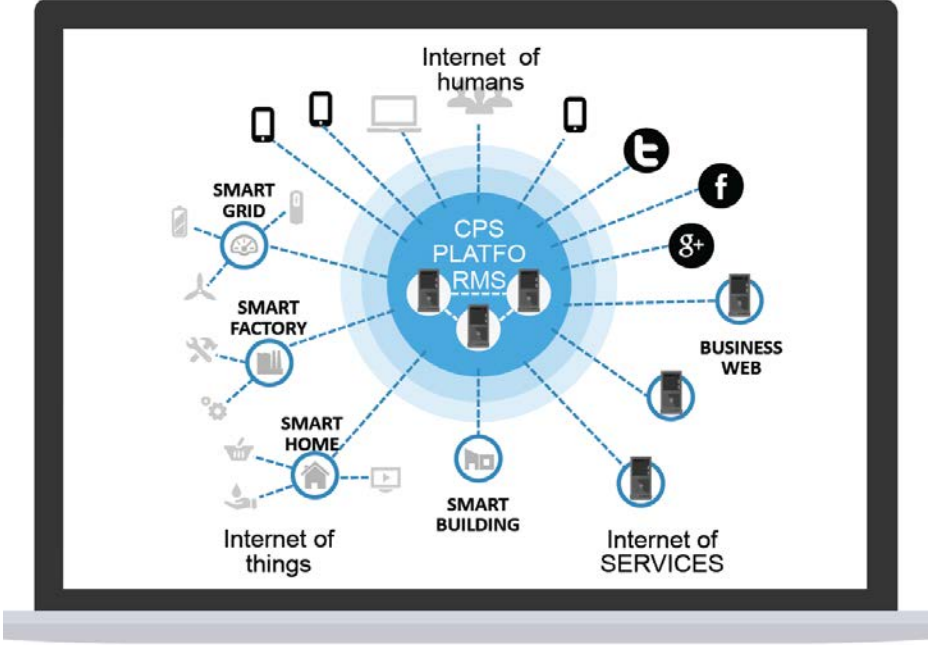 Internet of
humans
SMART
GRID
CPS
PLATFO
RMS
SMART
FACTORY
BUSINESS
WEB
SMART
HOME
SMART
BUILDING
Internet of
things
Internet of
SERVICES
t
f
g+